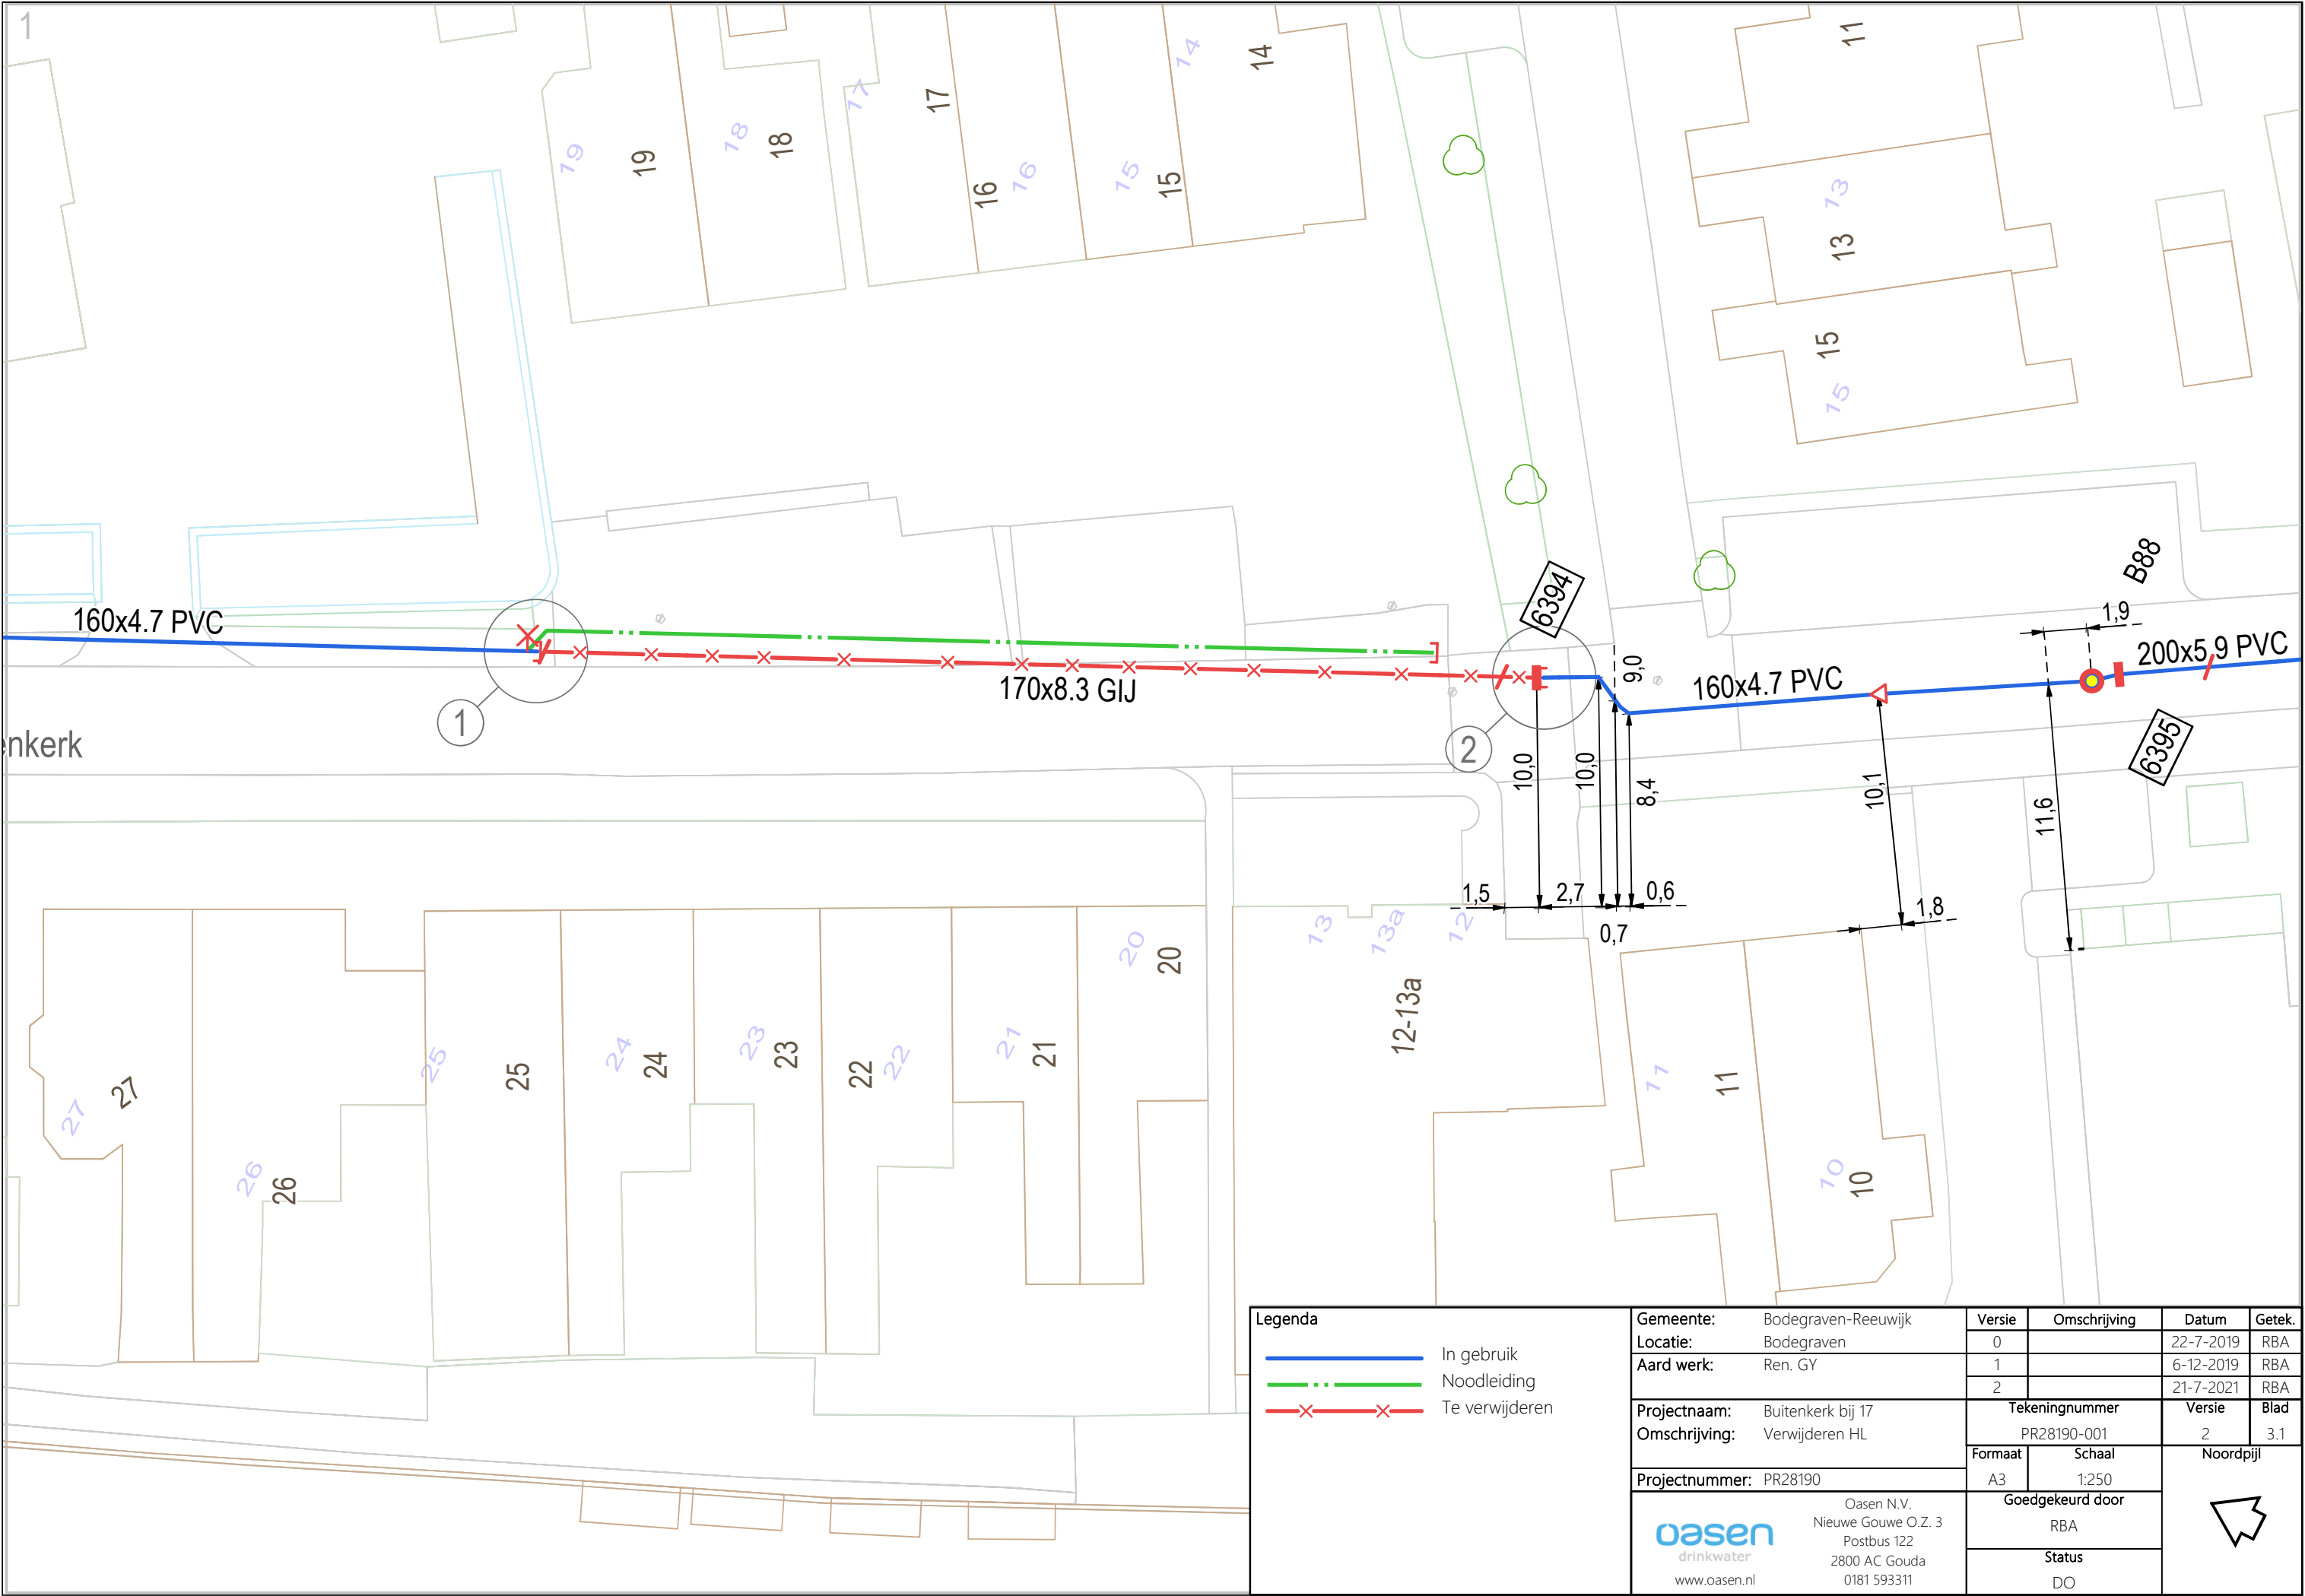 1
19
19
18
18
17
17
16
16
15
15
14
14
11
13
13
15
15
160x4.7 PVC
170x8.3 GIJ
1
2
6394
9,0
160x4.7 PVC
B88
1,9
200x5,9 PVC
6395
enkerk
10,0
10,0
8,4
10,1
11,6
1,5
2,7
0,6
0,7
1,8
27
27
26
26
25
25
24
24
23
23
22
22
21
21
20
20
13
13a
12
12-13a
11
11
10
10
Legenda
In gebruik
Noodleiding
Te verwijderen
Gemeente: Bodegraven-Reeuwijk
Locatie: Bodegraven
Aard werk: Ren. GY
Projectnaam: Buitenkerk bij 17
Omschrijving: Verwijderen HL
Projectnummer: PR28190
Versie Omschrijving Datum Getek.
0 22-7-2019 RBA
1 6-12-2019 RBA
2 21-7-2021 RBA
Tekeningnummer Versie Blad
PR28190-001 2 3.1
Formaat Schaal Noordpijl
A3 1:250
Goedgekeurd door
RBA
Status
DO
oasen
drinkwater
www.oasen.nl
Oasen N.V.
Nieuwe Gouwe O.Z. 3
Postbus 122
2800 AC Gouda
0181 593311